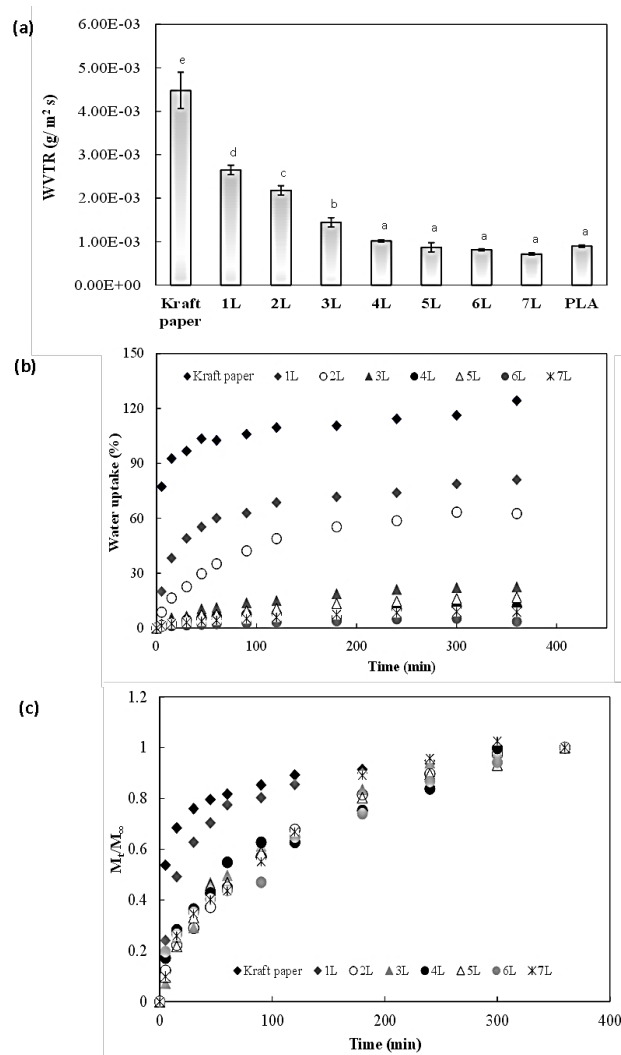 (a)
6.00E-03
5.00E-03
4.00E-03
3.00E-03
2.00E-03
1.00E-03
0.00E+00
WVTR (g/ m² s)
e
d
c
b
a
a
a
a
a
Kraft paper 1L 2L 3L 4L 5L 6L 7L PLA
(b)
150
120
90
60
30
0
Water uptake (%)
Kraft paper 1L 2L 3L 4L 5L 6L 7L
0 100 200 300 400
Time (min)
(c)
1.2
1
0.8
0.6
0.4
0.2
0
Mt/M∞
Kraft paper 1L 2L 3L 4L 5L 6L 7L
0 100 200 300 400
Time (min)